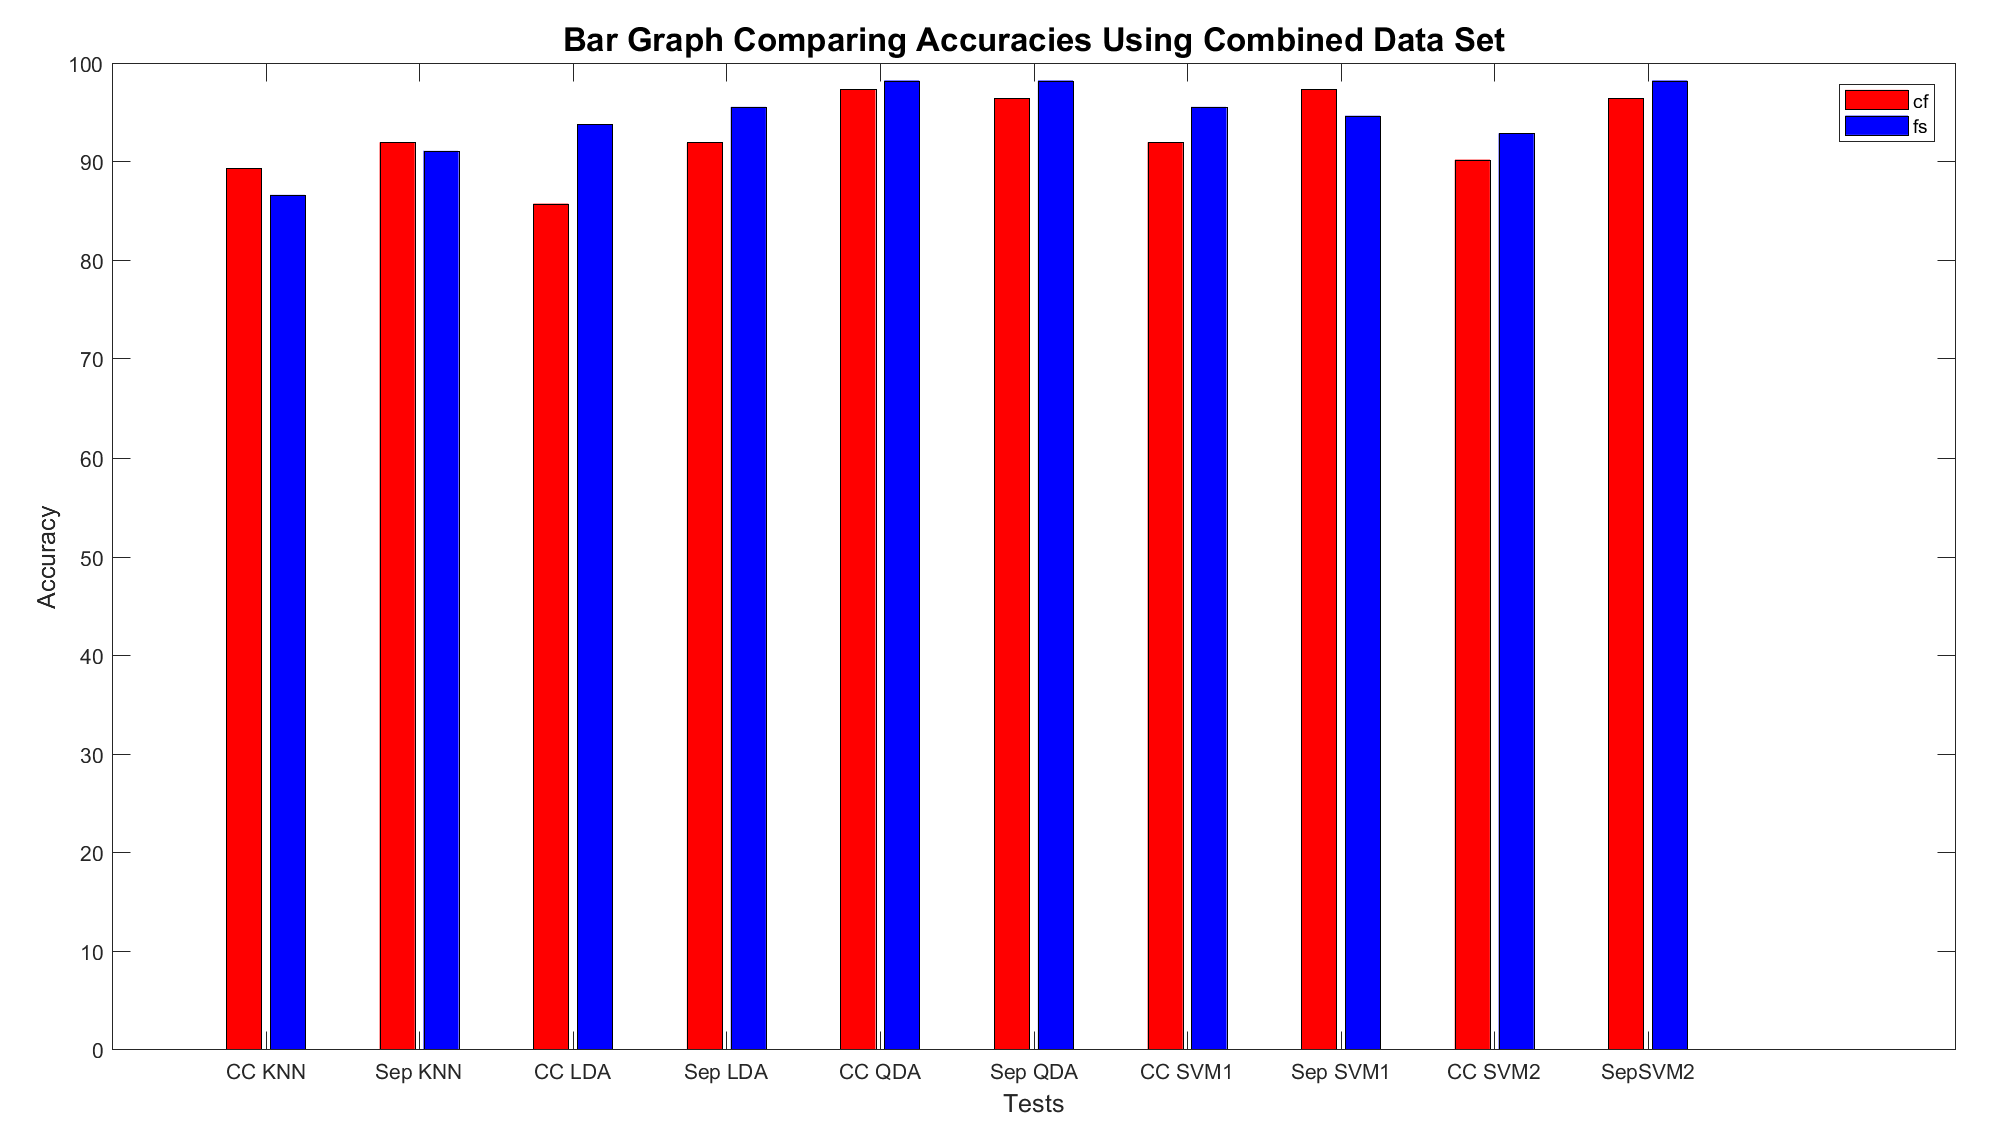 Bar Graph Comparing Accuracies Using Combined Data Set
cf
fs
100
90
80
70
60
50
40
30
20
10
0
Accuracy
CC KNN Sep KNN CC LDA Sep LDA CC QDA Sep QDA CC SVM1 Sep SVM1 CC SVM2 SepSVM2
Tests